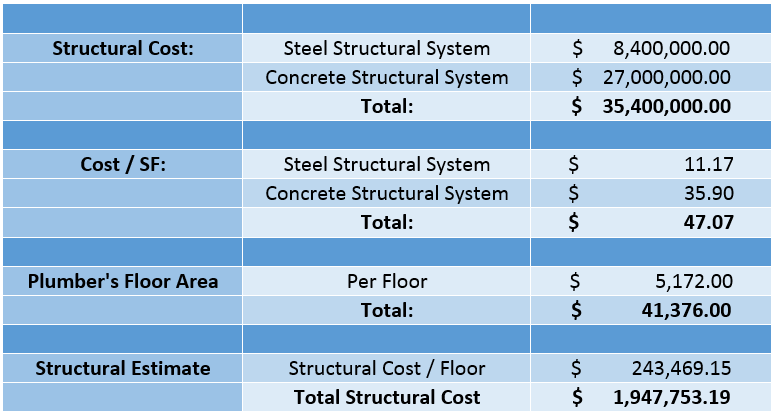 Structural Cost: Steel Structural System $ 8,400,000.00
Concrete Structural System $ 27,000,000.00
Total: $ 35,400,000.00
Cost / SF: Steel Structural System $ 11.17
Concrete Structural System $ 35.90
Total: $ 47.07
Plumber's Floor Area Per Floor $ 5,172.00
Total: $ 41,376.00
Structural Estimate Structural Cost / Floor $ 243,469.15
Total Structural Cost $ 1,947,753.19